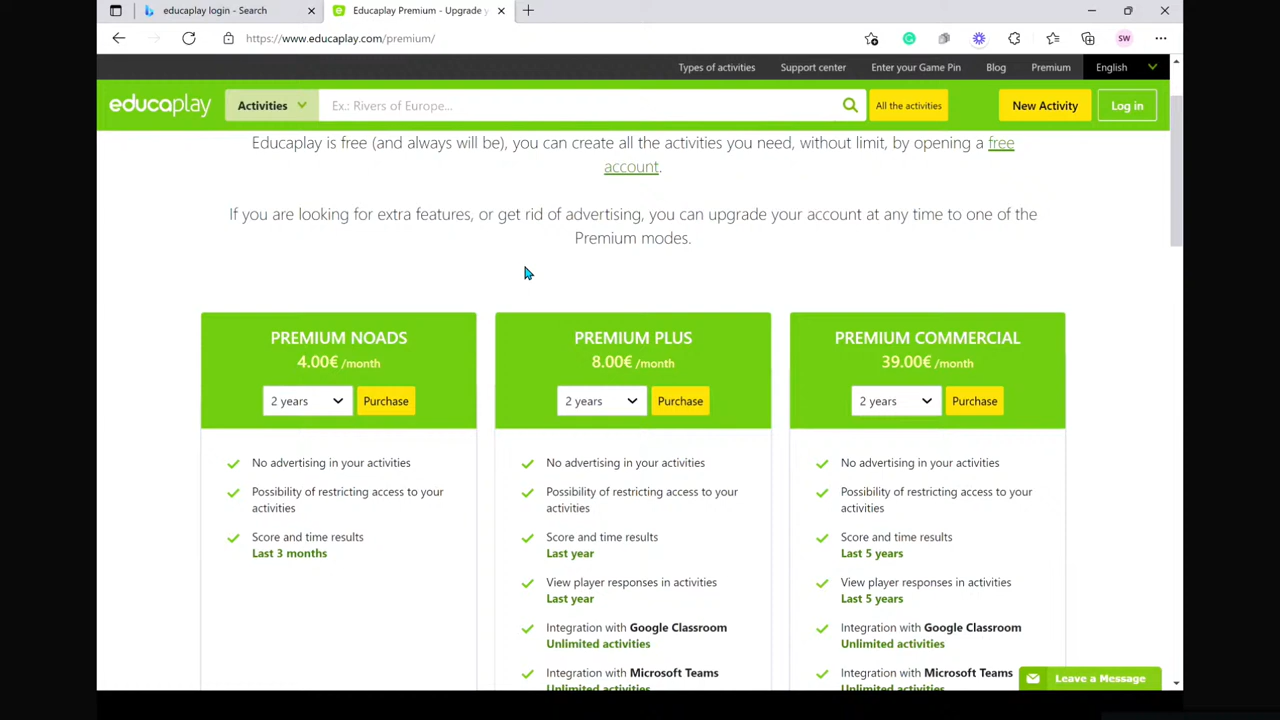 educaplay login - Search
Educaplay Premium - Upgrade y
https://www.educaplay.com/premium/
SW
Types of activities
Support center
Enter your Game Pin
Blog
Premium
English
educaplay
Activities
Ex.: Rivers of Europe...
All the activities
New Activity
Log in
Educaplay is free (and always will be), you can create all the activities you need, without limit, by opening a free
account.
If you are looking for extra features, or get rid of advertising, you can upgrade your account at any time to one of the
Premium modes.
PREMIUM NOADS
4.00€ /month
2 years
Purchase
No advertising in your activities
Possibility of restricting access to your
activities
Score and time results
Last 3 months
PREMIUM PLUS
8.00€ /month
2 years
Purchase
No advertising in your activities
Possibility of restricting access to your
activities
Score and time results
Last year
View player responses in activities
Last year
Integration with Google Classroom
Unlimited activities
Integration with Microsoft Teams
Unlimited activities
PREMIUM COMMERCIAL
39.00€ /month
2 years
Purchase
No advertising in your activities
Possibility of restricting access to your
activities
Score and time results
Last 5 years
View player responses in activities
Last 5 years
Integration with Google Classroom
Unlimited activities
Integration with Microsoft Teams
Unlimited activities
Leave a Message